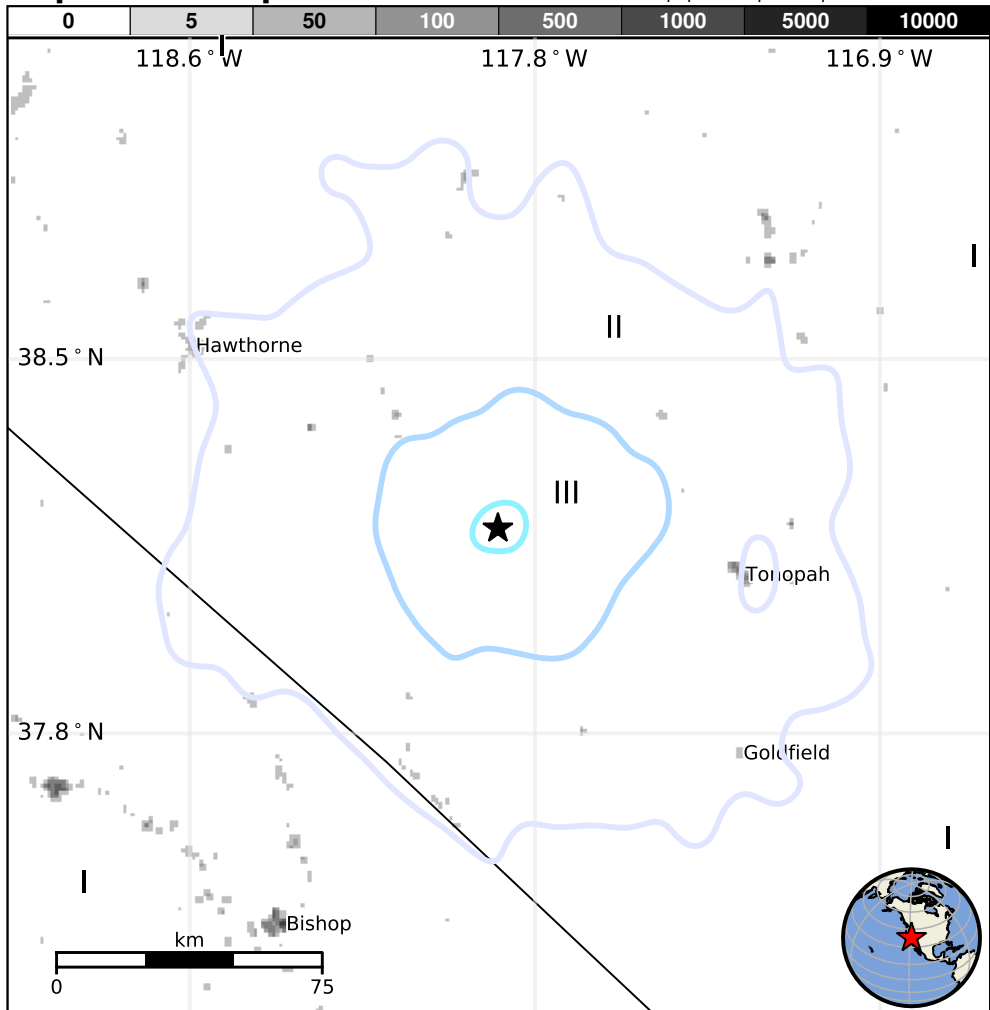 0 5 50 100 500 1000 5000 10000
118.6°W 117.8°W 116.9°W
I
I
II
Hawthorne
38.5°N
III
Tonopah
37.8°N
Goldfield
I
I
Bishop
km
0 75